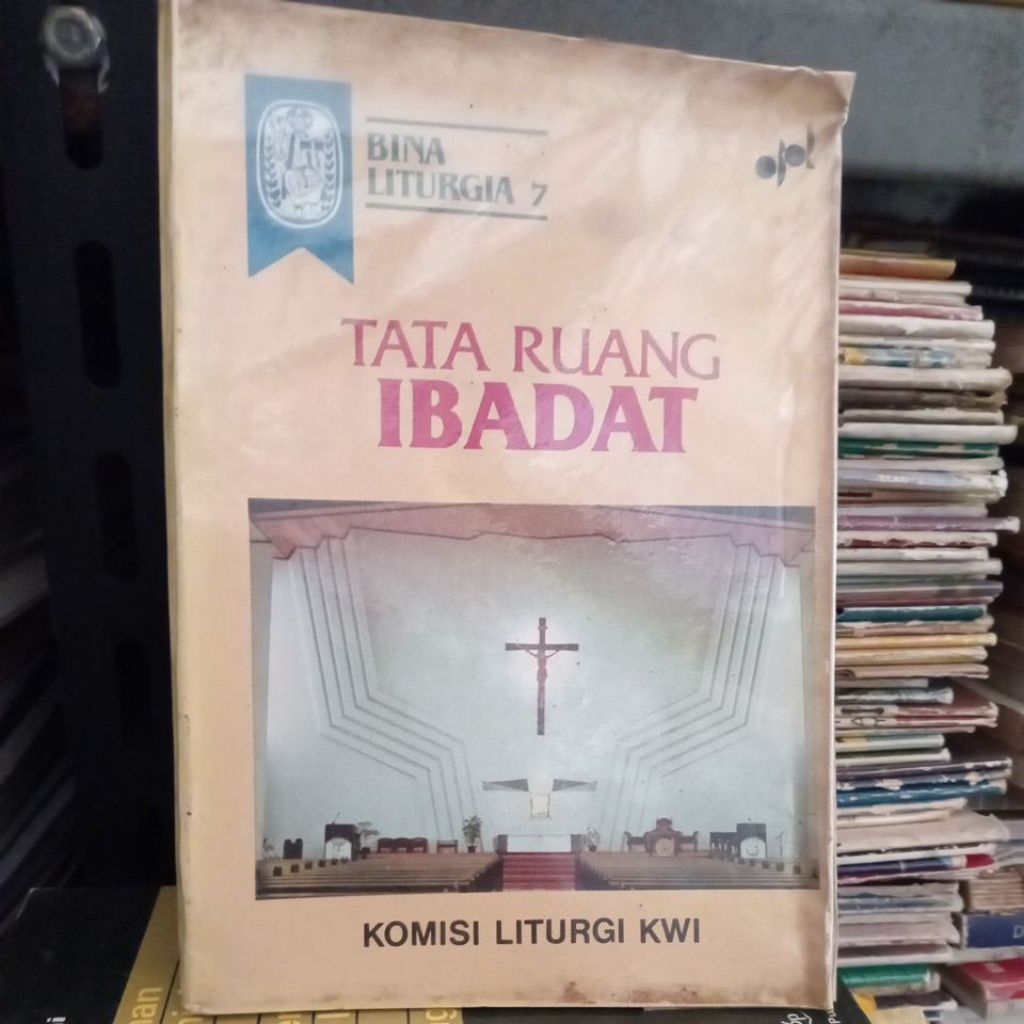 BINA
LITURGIA 7
TATA RUANG
IBADAT
KOMISI LITURGI KWI